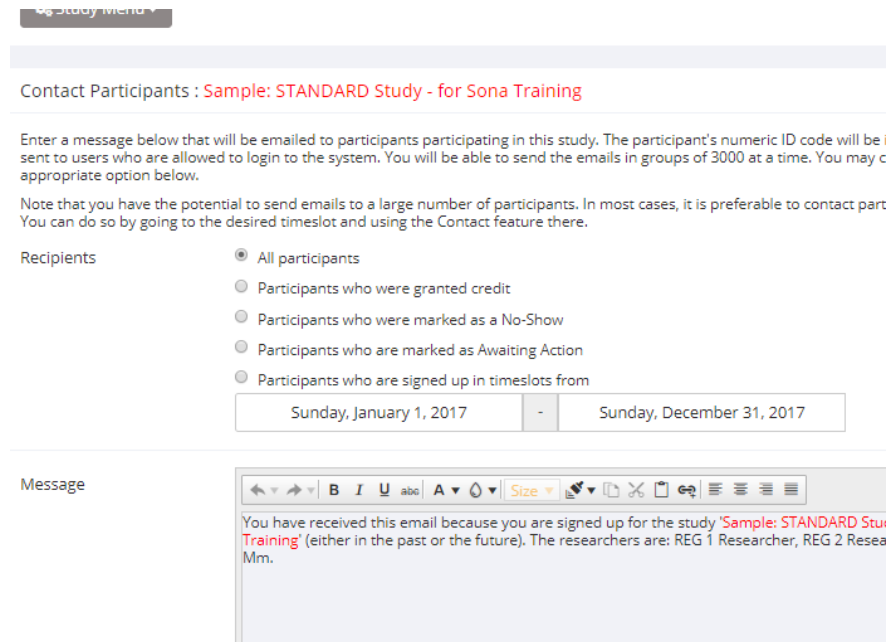 Study Menu
Contact Participants : Sample: STANDARD Study - for Sona Training
Enter a message below that will be emailed to participants participating in this study. The participant's numeric ID code will be
sent to users who are allowed to login to the system. You will be able to send the emails in groups of 3000 at a time. You may
appropriate option below.
Note that you have the potential to send emails to a large number of participants. In most cases, it is preferable to contact
You can do so by going to the desired timeslot and using the Contact feature there.
Recipients
All participants
Participants who were granted credit
Participants who were marked as a No-Show
Participants who are marked as Awaiting Action
Participants who are signed up in timeslots from
Sunday, January 1, 2017 - Sunday, December 31, 2017
Message
B I U abc A Size
You have received this email because you are signed up for the study 'Sample: STANDARD
Training' (either in the past or the future). The researchers are: REG 1 Researcher, REG 2
Mm.